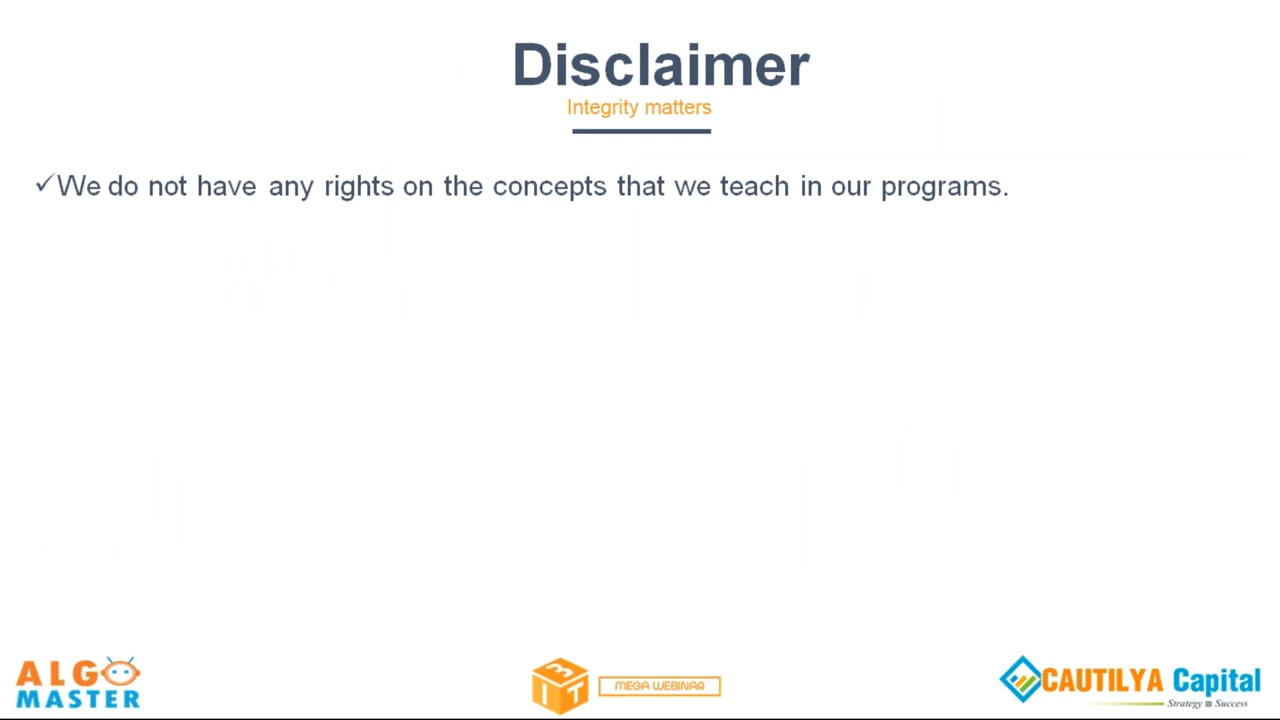 Disclaimer
Integrity matters
✓We do not have any rights on the concepts that we teach in our programs.
ALGO
MASTER
BIT
MEGA WEBINAR
CAUTILYA Capital
Strategy = Success